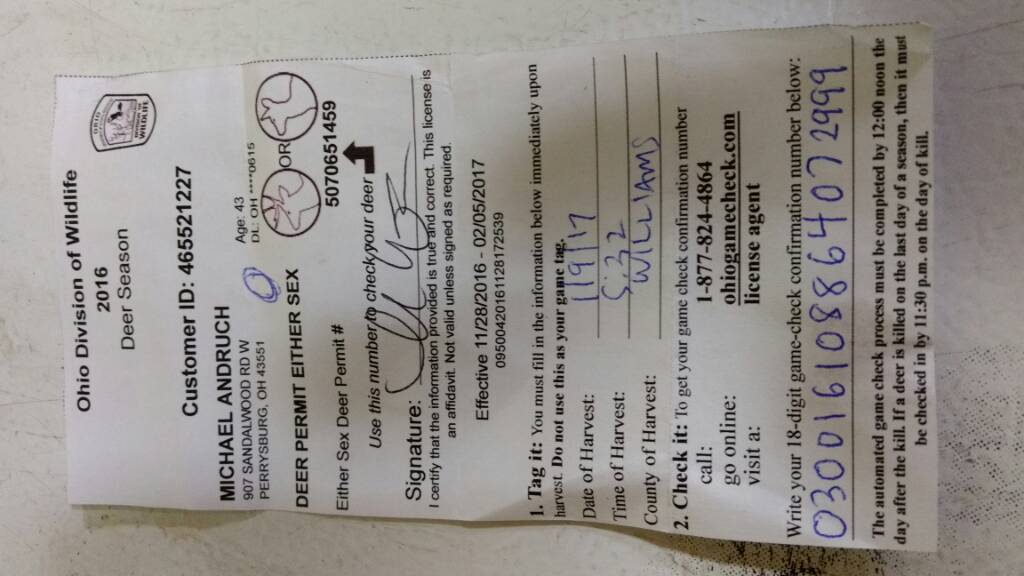 Ohio Division of Wildlife
2016
Deer Season
OHIO
WILDLIFE
Customer ID: 465521227
MICHAEL ANDRUCH
907 SANDALWOOD RD W
PERRYSBURG, OH 43551
Age: 43
DL: OH ****0615
DEER PERMIT EITHER SEX
OR
Either Sex Deer Permit #
5070651459
Use this number to check your deer
Signature:
I certify that the information provided is true and correct. This license is
an affidavit. Not valid unless signed as required.
Effective 11/28/2016 - 02/05/2017
0950042016112817 2539
1. Tag it: You must fill in the information below immediately upon
harvest. Do not use this as your game tag.
Date of Harvest: 1/9/17
Time of Harvest: 5:32
County of Harvest: WILLIAMS
2. Check it: To get your game check confirmation number
call: 1-877-824-4864
go online: ohiogamecheck.com
visit a: license agent
Write your 18-digit game-check confirmation number below:
030016108864072999
The automated game check process must be completed by 12:00 noon the
day after the kill. If a deer is killed on the last day of a season, then it must
be checked in by 11:30 p.m. on the day of kill.